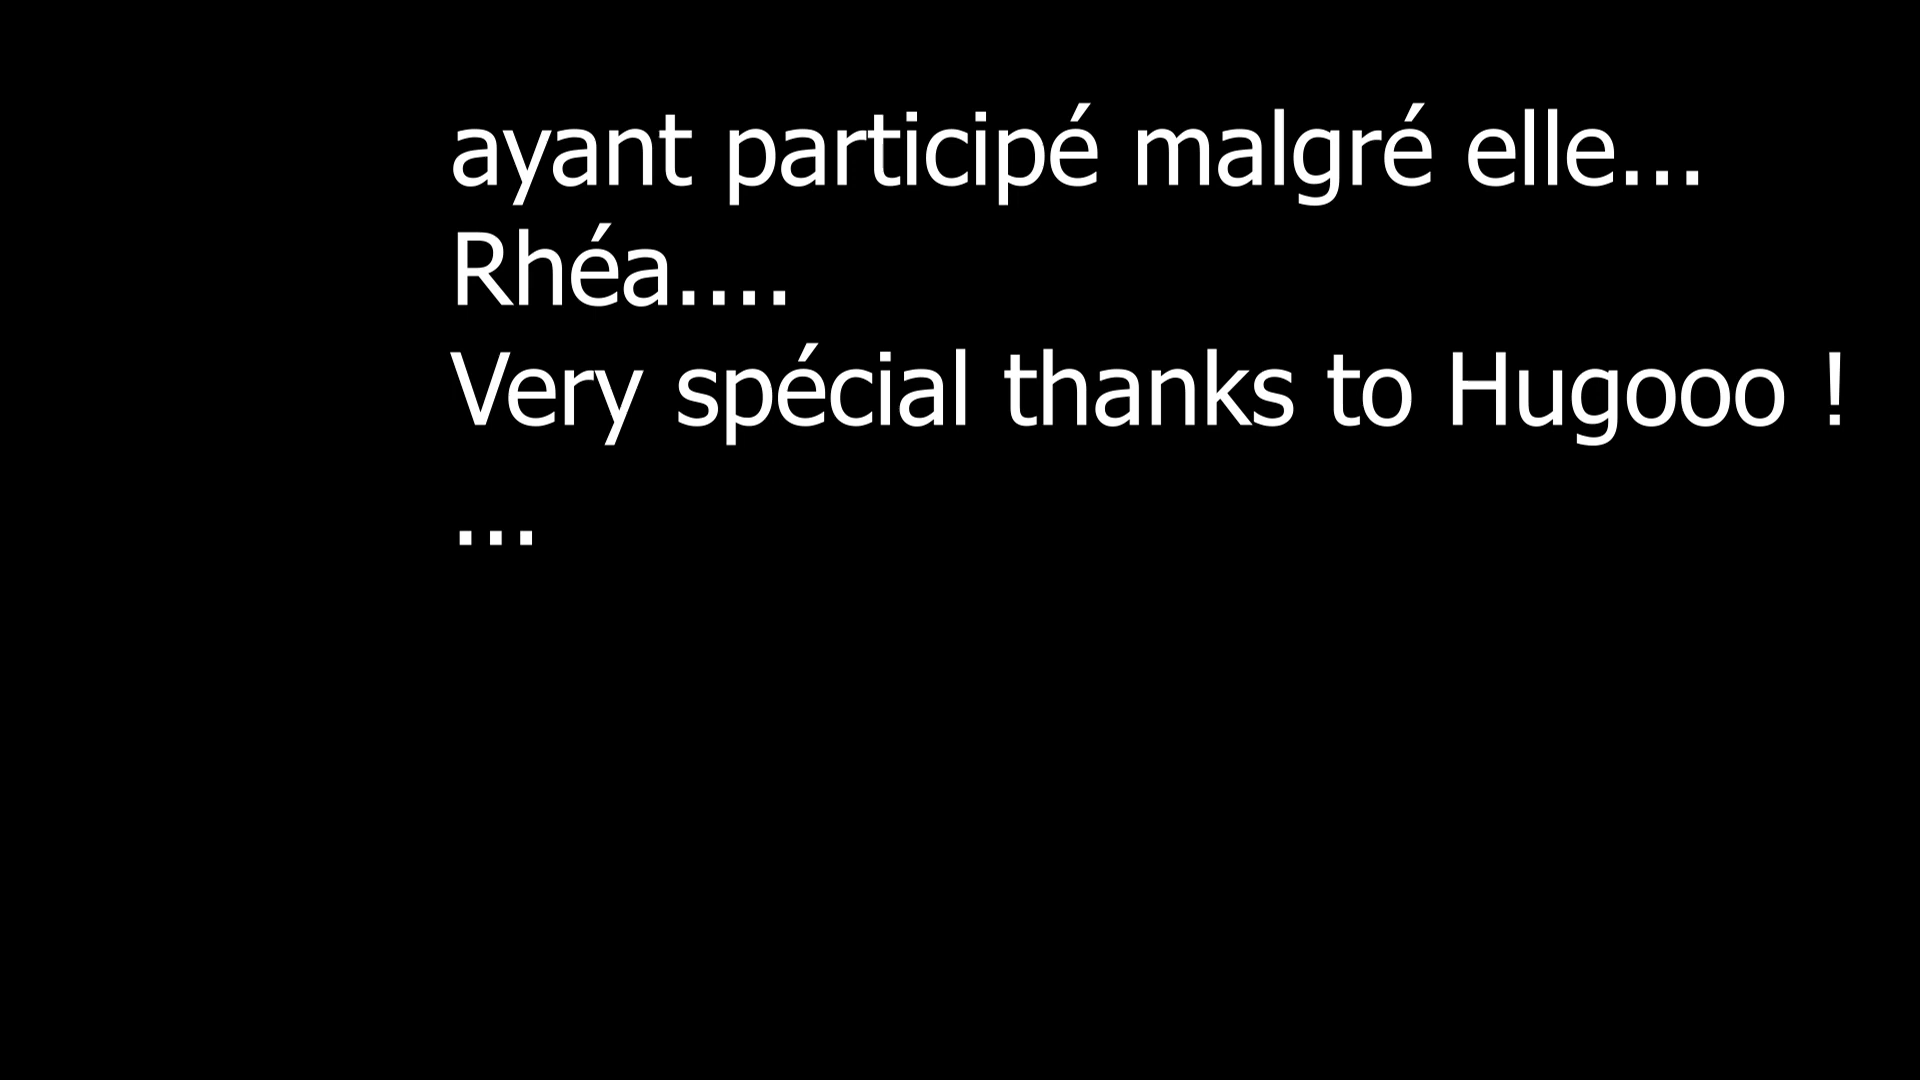 ayant participé malgré elle...
Rhéa....
Very spécial thanks to Hugooo !
...